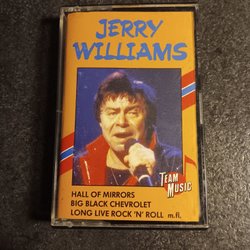 JERRY
WILLIAMS
TEAM
MUSIC
HALL OF MIRRORS
BIG BLACK CHEVROLET
LONG LIVE ROCK 'N' ROLL m.fl.